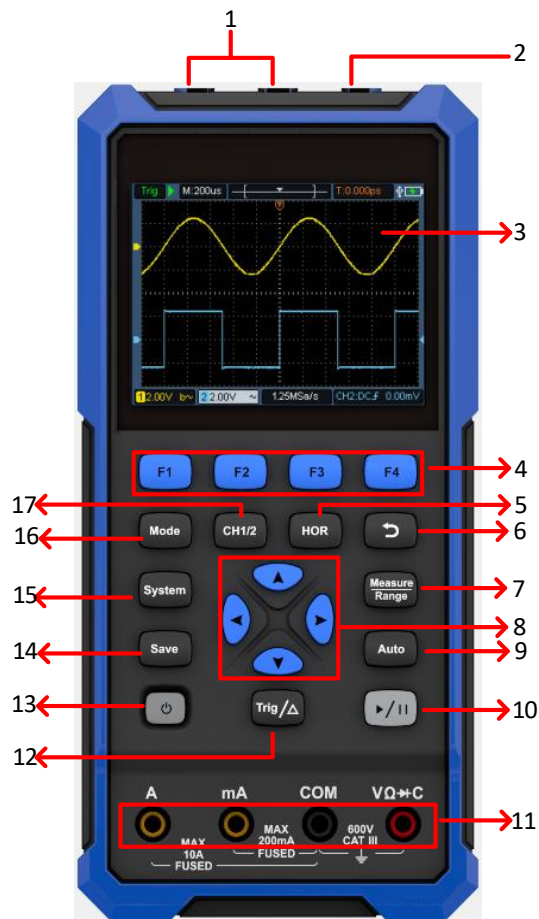 1
2
Trig M:200us T:0.000ps
T
3
1 2.00V b~ 2 2.00V ~ 1.25MSa/s CH2:DC 0.00mV
F1 F2 F3 F4
4
17
5
16
Mode CH1/2 HOR
6
System
Measure
Range
7
15
8
Save
Auto
14
9
13
Trig/△
10
12
A mA COM VΩC
11
MAX
10A
FUSED
MAX
200mA
FUSED
600V
CAT III